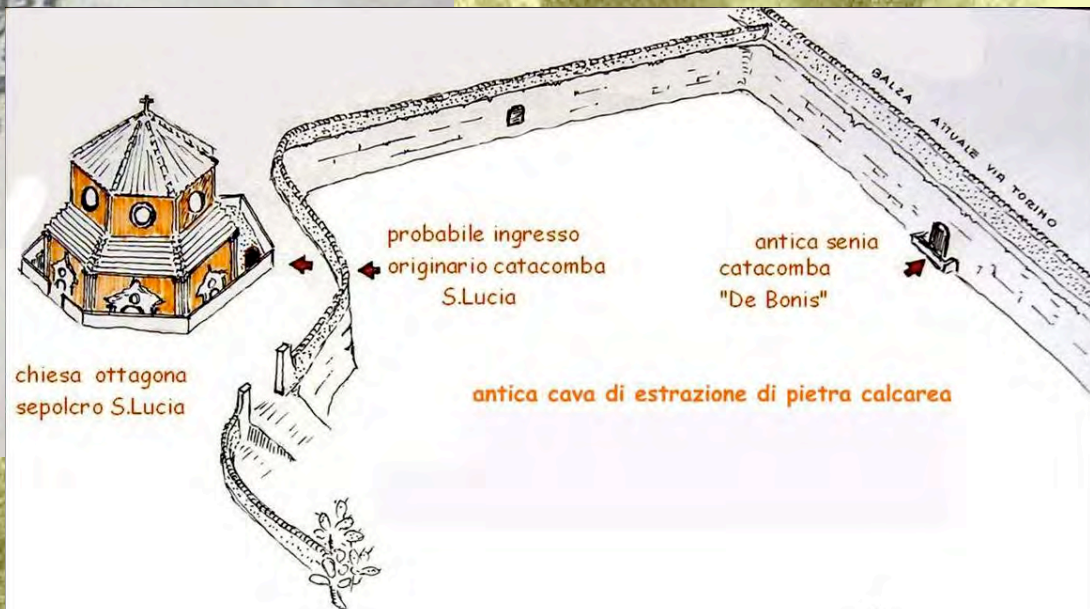 BALZA
ATTUALE VIA TORINO
probabile ingresso
originario catacomba
S.Lucia
antica senia
catacomba
"De Bonis"
chiesa ottagona
sepolcro S.Lucia
antica cava di estrazione di pietra calcarea